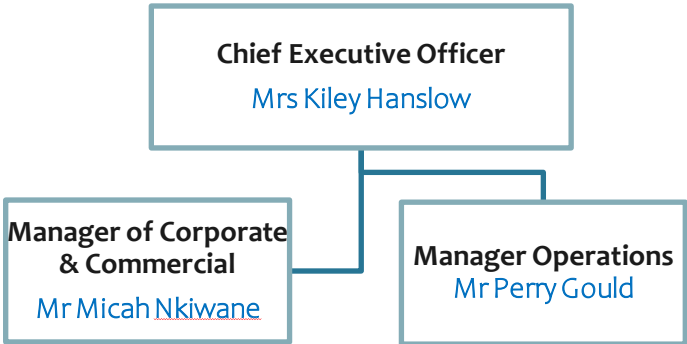 Chief Executive Officer
Mrs Kiley Hanslow
Manager of Corporate
& Commercial
Mr Micah Nkiwane
Manager Operations
Mr Perry Gould